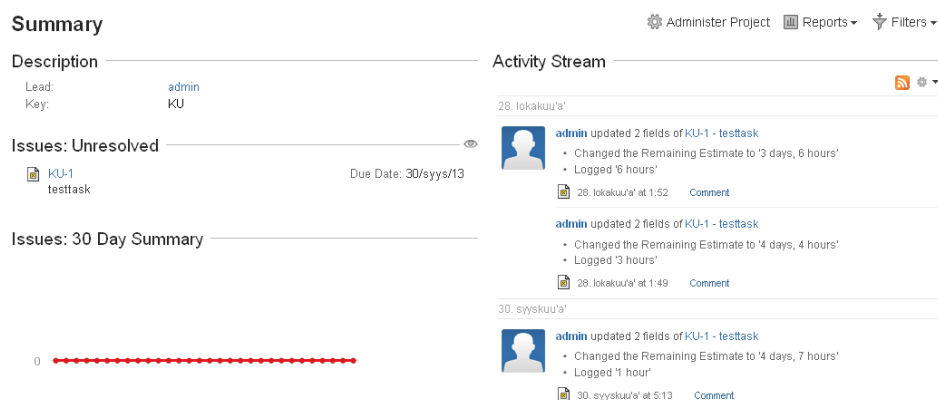 Summary
Administer Project Reports Filters
Description
Lead: admin
Key: KU
Issues: Unresolved
KU-1 Due Date: 30/syys/13
testtask
Issues: 30 Day Summary
0
Activity Stream
28. lokakuu'a'
admin updated 2 fields of KU-1 - testtask
Changed the Remaining Estimate to '3 days, 6 hours'
Logged '6 hours'
28. lokakuu'a' at 1:52 Comment
admin updated 2 fields of KU-1 - testtask
Changed the Remaining Estimate to '4 days, 4 hours'
Logged '3 hours'
28. lokakuu'a' at 1:49 Comment
30. syyskuu'a'
admin updated 2 fields of KU-1 - testtask
Changed the Remaining Estimate to '4 days, 7 hours'
Logged '1 hour'
30. syyskuu'a' at 5:13 Comment